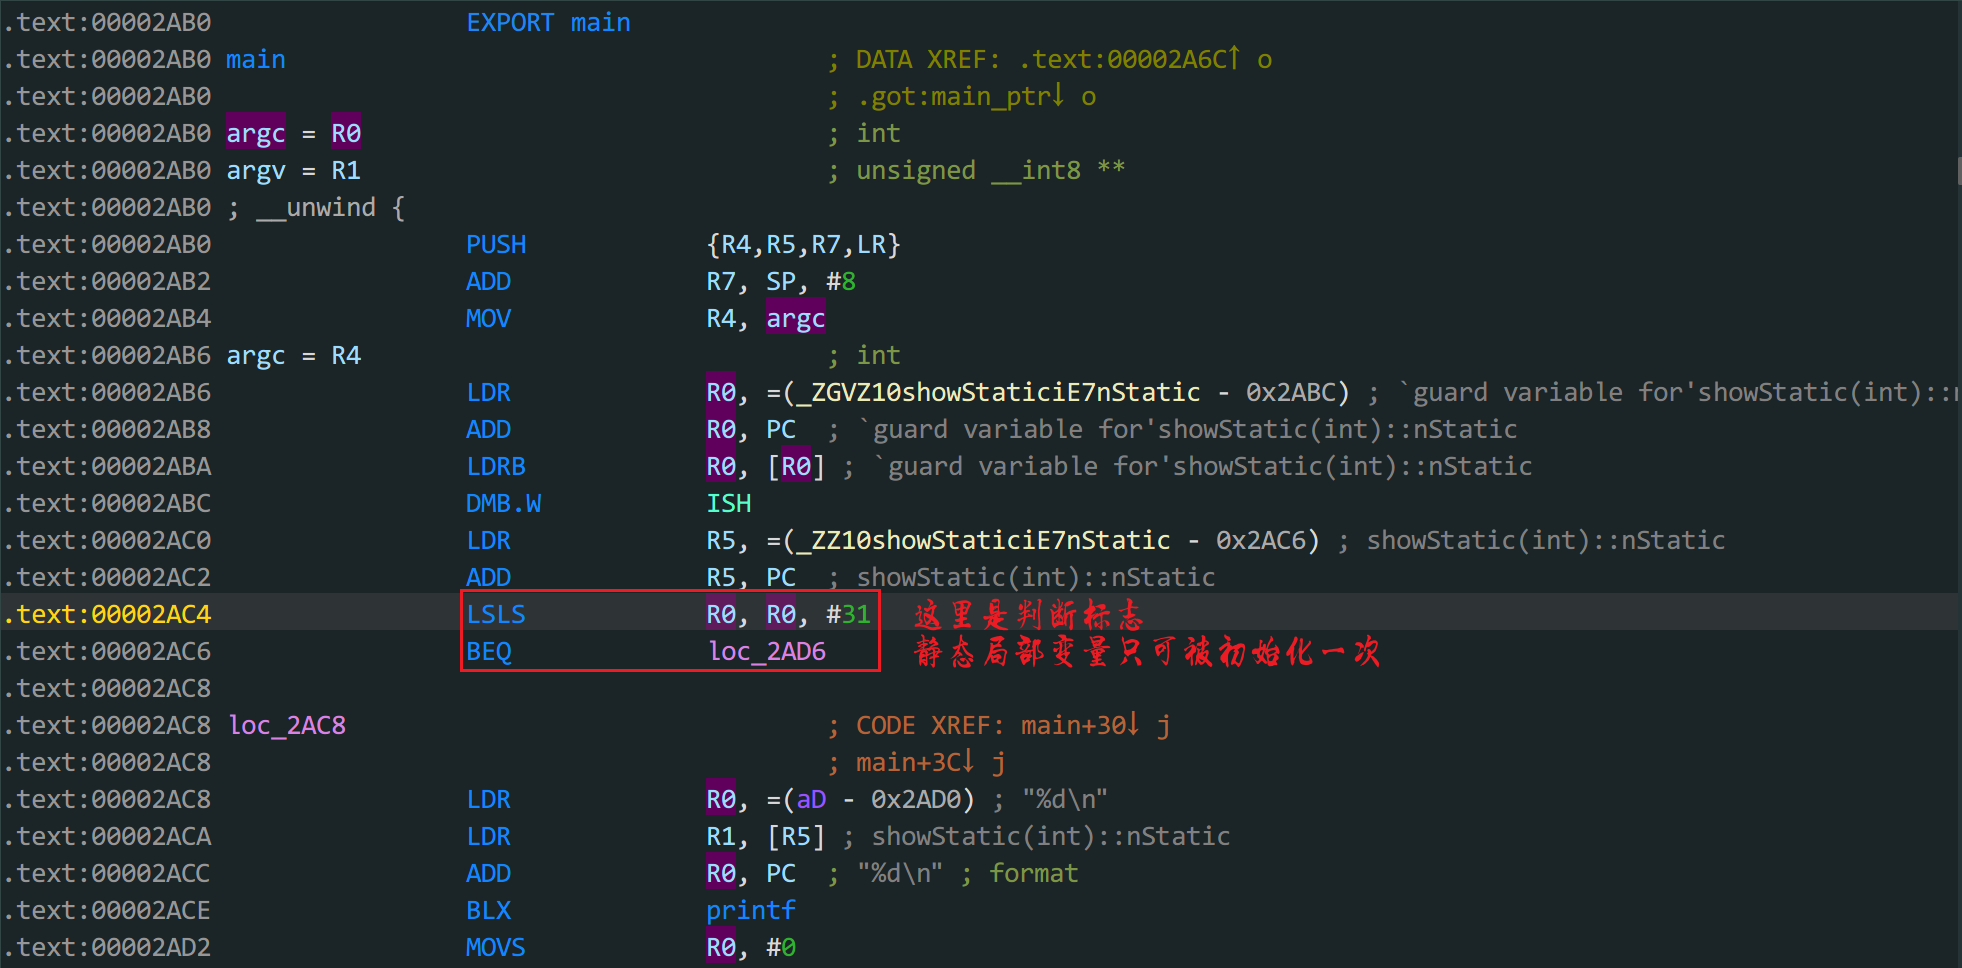 .text:00002AB0 EXPORT main
.text:00002AB0 main ; DATA XREF: .text:00002A6C↑ o
.text:00002AB0 ; .got:main_ptr↓ o
.text:00002AB0 argc = R0 ; int
.text:00002AB0 argv = R1 ; unsigned __int8 **
.text:00002AB0 ; __unwind {
.text:00002AB0 PUSH {R4,R5,R7,LR}
.text:00002AB2 ADD R7, SP, #8
.text:00002AB4 MOV R4, argc
.text:00002AB6 argc = R4 ; int
.text:00002AB6 LDR R0, =(_ZGVZ10showStaticiE7nStatic - 0x2ABC) ; `guard variable for'showStatic(int)::
.text:00002AB8 ADD R0, PC ; `guard variable for'showStatic(int)::nStatic
.text:00002ABA LDRB R0, [R0] ; `guard variable for'showStatic(int)::nStatic
.text:00002ABC DMB.W ISH
.text:00002AC0 LDR R5, =(_ZZ10showStaticiE7nStatic - 0x2AC6) ; showStatic(int)::nStatic
.text:00002AC2 ADD R5, PC ; showStatic(int)::nStatic
.text:00002AC4 LSLS R0, R0, #31 这里是判断标志
.text:00002AC6 BEQ loc_2AD6 静态局部变量只可被初始化一次
.text:00002AC8
.text:00002AC8 loc_2AC8 ; CODE XREF: main+30↓ j
.text:00002AC8 ; main+3C↓ j
.text:00002AC8 LDR R0, =(aD - 0x2AD0) ; "%d\n"
.text:00002ACA LDR R1, [R5] ; showStatic(int)::nStatic
.text:00002ACC ADD R0, PC ; "%d\n" ; format
.text:00002ACE BLX printf
.text:00002AD2 MOVS R0, #0